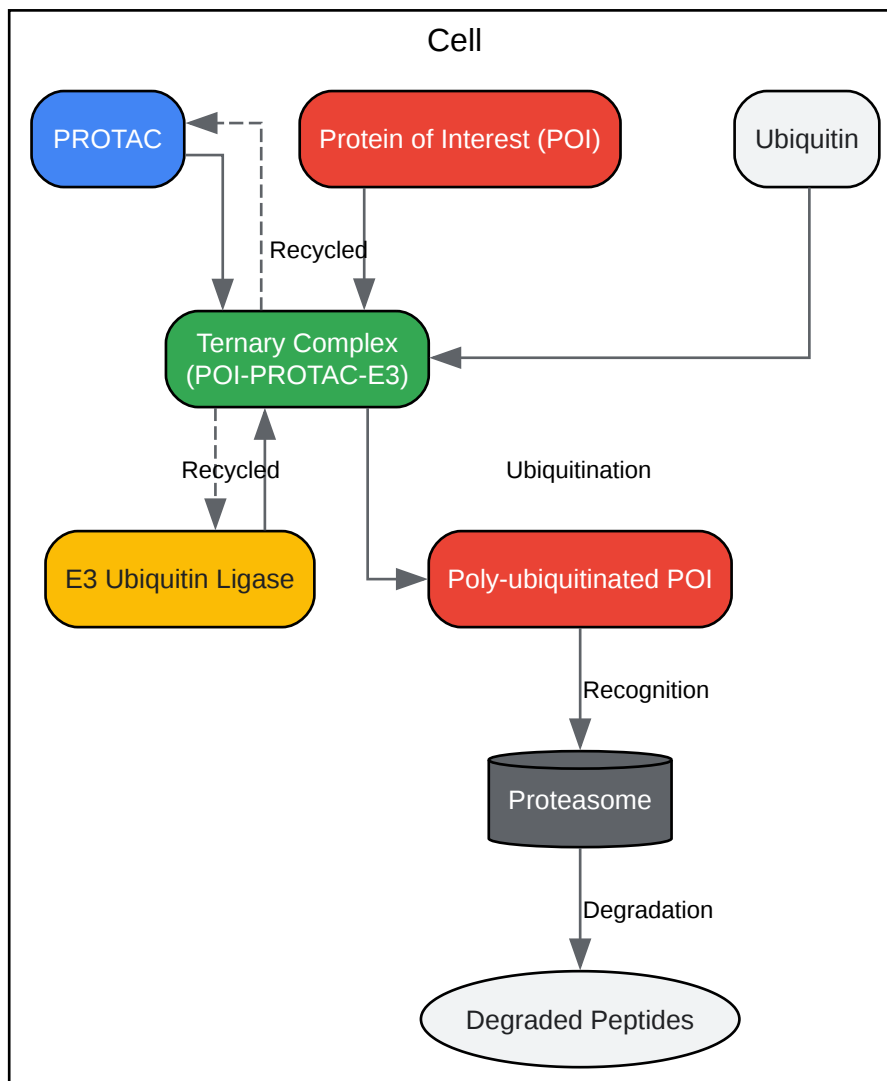 Cell
PROTAC
Protein of Interest (POI)
Ubiquitin
Recycled
Ternary Complex
(POI-PROTAC-E3)
Recycled
Ubiquitination
E3 Ubiquitin Ligase
Poly-ubiquitinated POI
Recognition
Proteasome
Degradation
Degraded Peptides